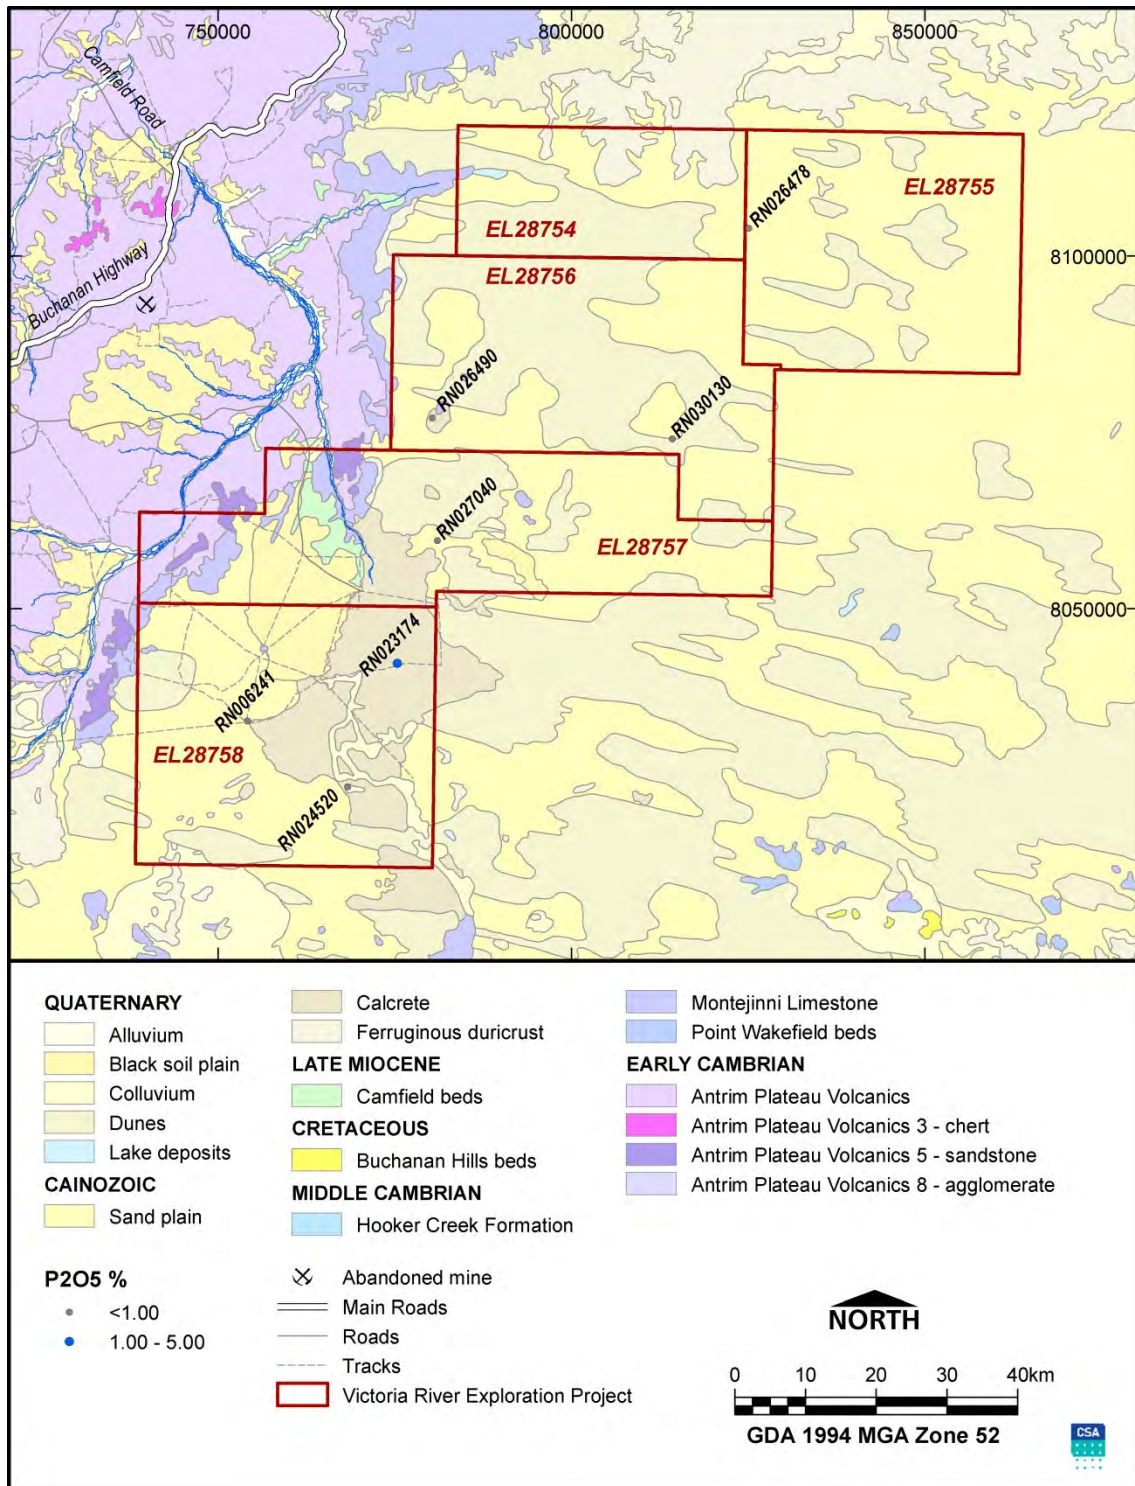 750000
800000
850000
Camfield Road
EL28755
RN026478
EL28754
8100000
EL28756
Buchanan Highway
RN026490
RN030130
RN027040
EL28757
8050000
RN023174
RN006241
EL28758
RN024520
QUATERNARY
Alluvium
Black soil plain
Colluvium
Dunes
Lake deposits
CAINOZOIC
Sand plain
Calcrete
Ferruginous duricrust
LATE MIOCENE
Camfield beds
CRETACEOUS
Buchanan Hills beds
MIDDLE CAMBRIAN
Hooker Creek Formation
Montejinni Limestone
Point Wakefield beds
EARLY CAMBRIAN
Antrim Plateau Volcanics
Antrim Plateau Volcanics 3 - chert
Antrim Plateau Volcanics 5 - sandstone
Antrim Plateau Volcanics 8 - agglomerate
P2O5 %
<1.00
1.00 - 5.00
Abandoned mine
Main Roads
Roads
Tracks
Victoria River Exploration Project
NORTH
0 10 20 30 40km
GDA 1994 MGA Zone 52
CSA